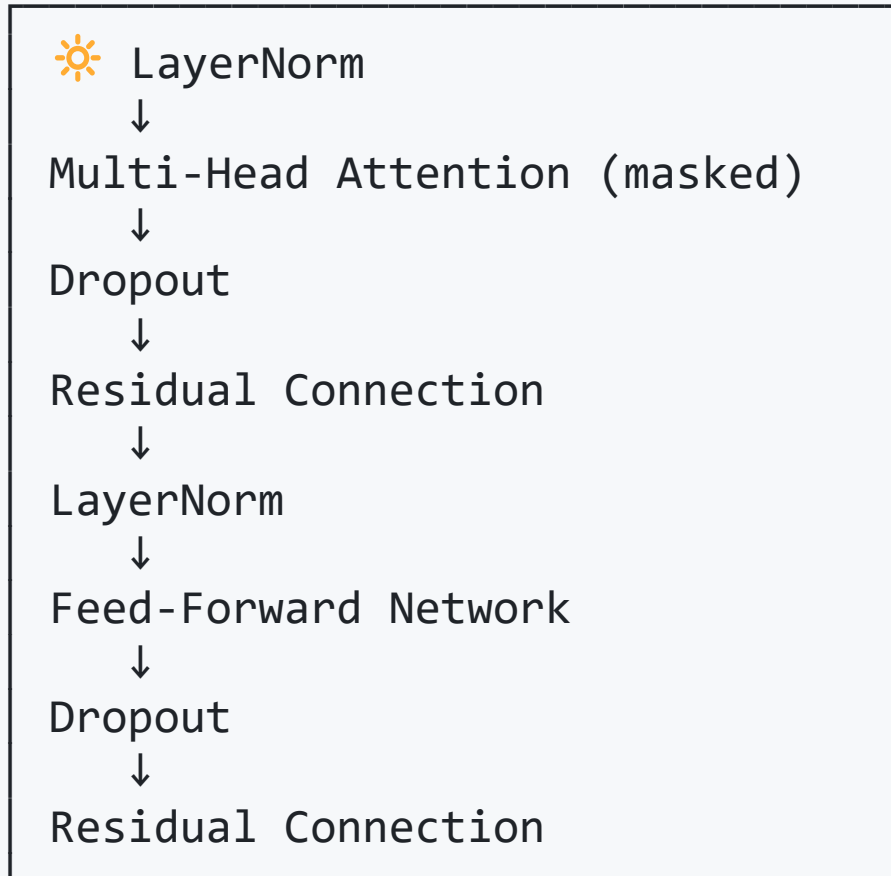 🔆 LayerNorm
↓
Multi-Head Attention (masked)
↓
Dropout
↓
Residual Connection
↓
LayerNorm
↓
Feed-Forward Network
↓
Dropout
↓
Residual Connection